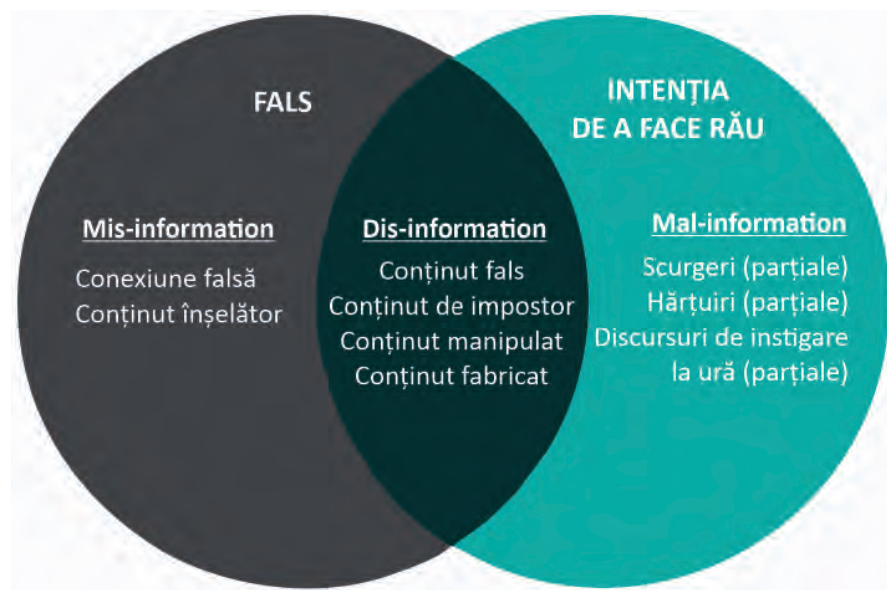 FALS
INTENȚIA
DE A FACE RĂU
Mis-information
Conexiune falsă
Conținut înșelător
Dis-information
Conținut fals
Conținut de impostor
Conținut manipulat
Conținut fabricat
Mal-information
Scurgeri (parțiale)
Hărțuiri (parțiale)
Discursuri de instigare
la ură (parțiale)